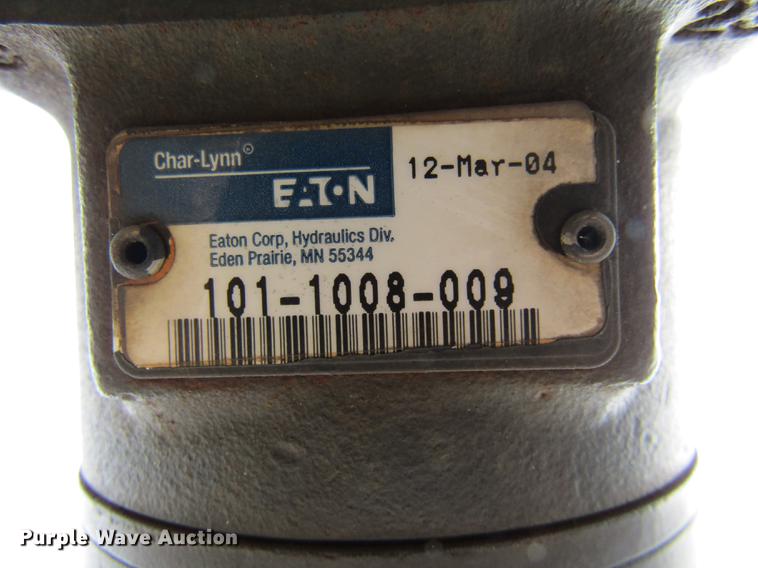 Char-Lynn®
EATON
12-Mar-04
Eaton Corp, Hydraulics Div.
Eden Prairie, MN 55344
101-1008-009
Purple Wave Auction